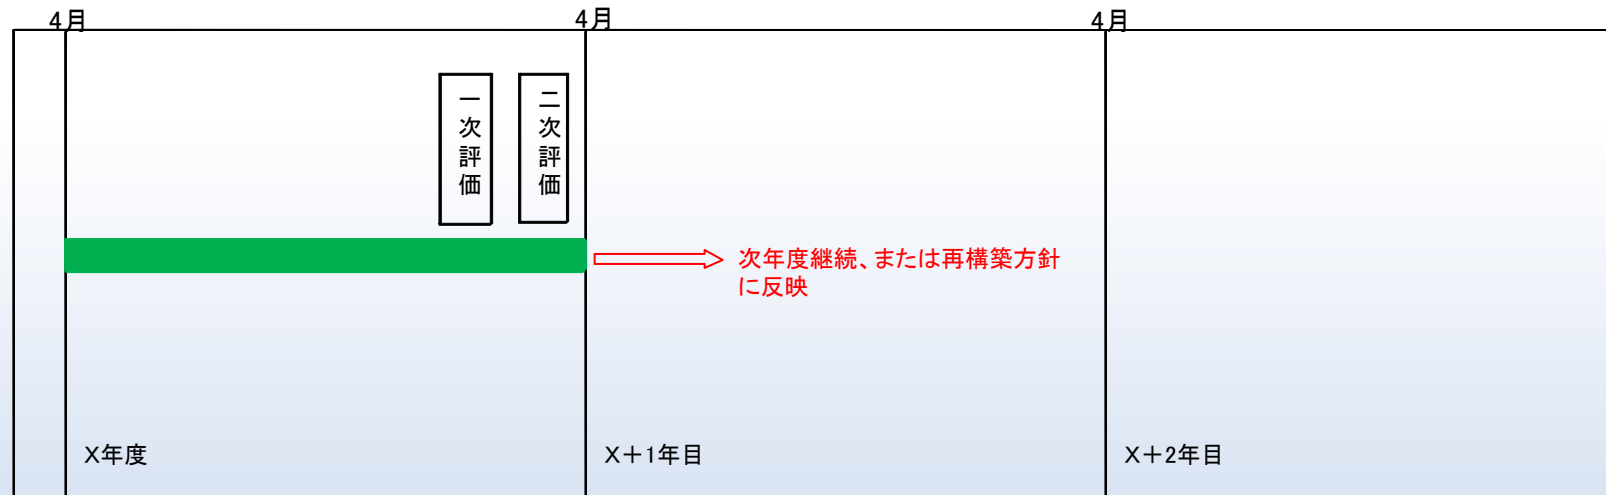 4月
4月
4月
一次評価
二次評価
次年度継続、または再構築方針
に反映
X年度
X＋1年目
X＋2年目